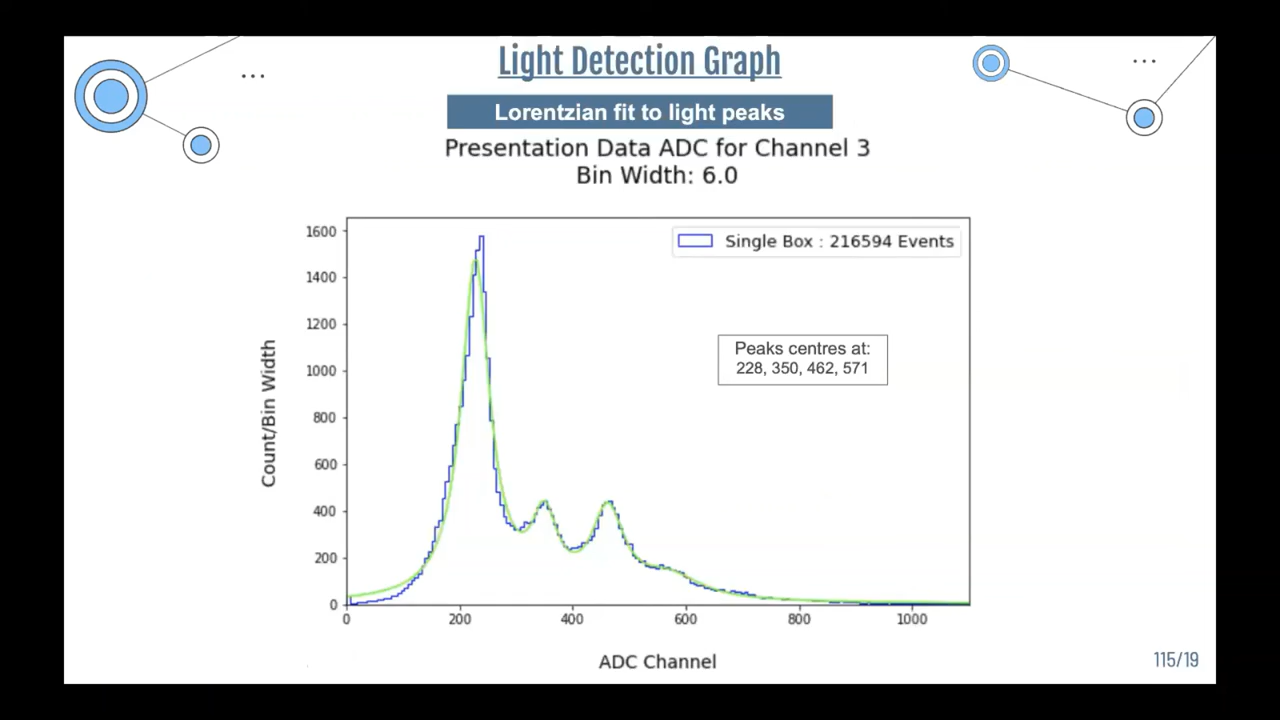 Light Detection Graph
Lorentzian fit to light peaks
Presentation Data ADC for Channel 3
Bin Width: 6.0
Single Box : 216594 Events
Peaks centres at:
228, 350, 462, 571
Count/Bin Width
1600
1400
1200
1000
800
600
400
200
0
0 200 400 600 800 1000
ADC Channel
115/19